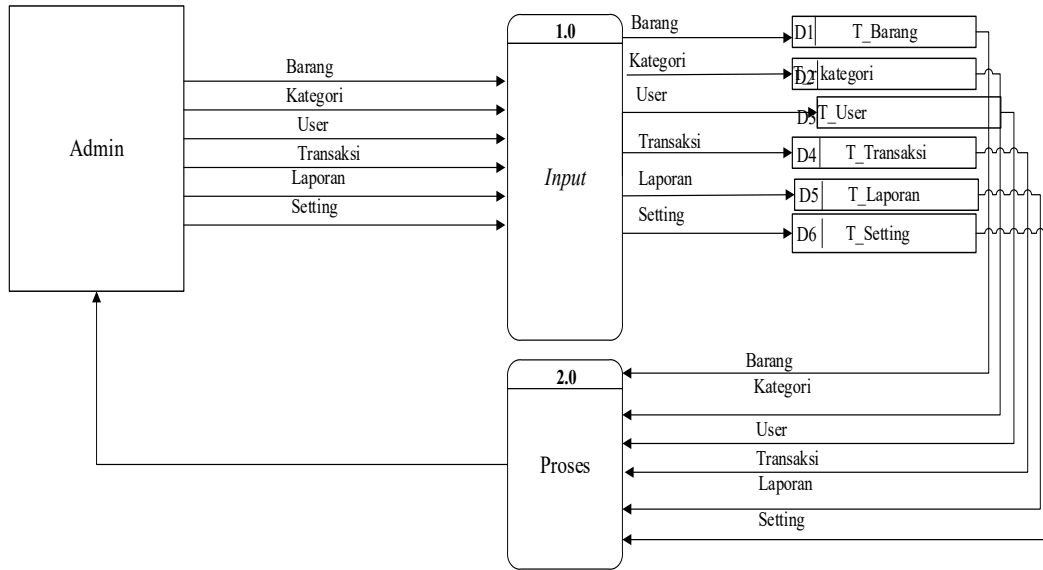 Admin
Barang
Kategori
User
Transaksi
Laporan
Setting
1.0
Input
Barang
Kategori
User
Transaksi
Laporan
Setting
D1 T_Barang
D2 kategori
T_User
D4 T_Transaksi
D5 T_Laporan
D6 T_Setting
2.0
Proses
Barang
Kategori
User
Transaksi
Laporan
Setting